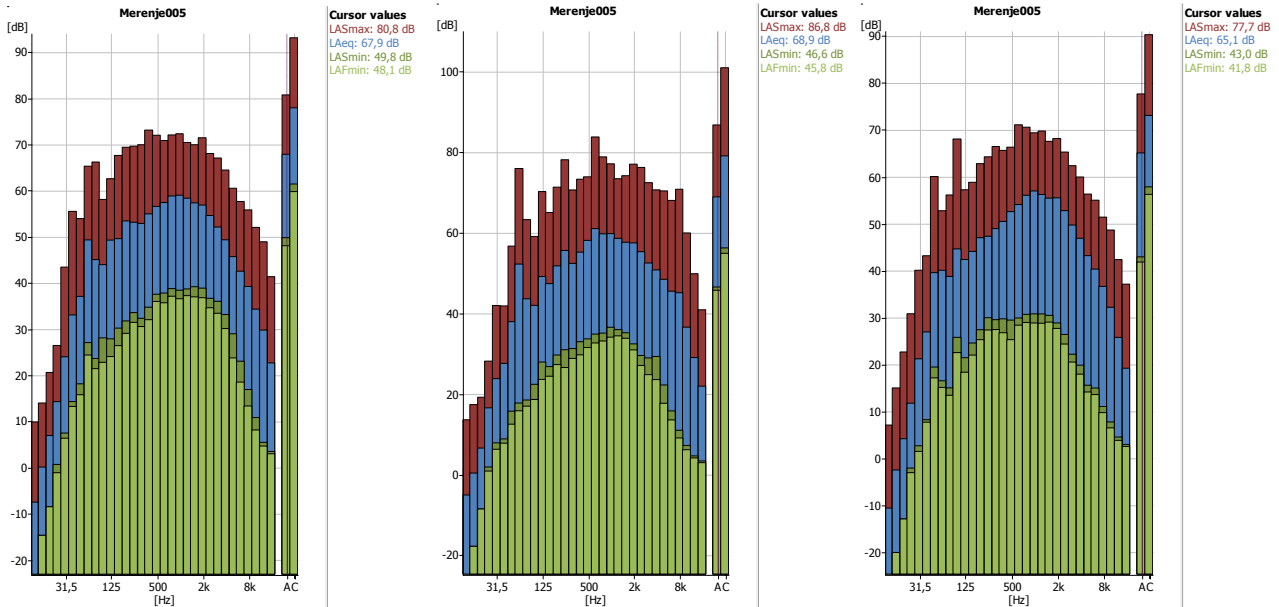 Merenje005
[dB]
90
80
70
60
50
40
30
20
10
0
-10
-20
31,5
125
500
2k
8k
A C
[Hz]
Cursor values
LASmax: 80,8 dB
LAeq: 67,9 dB
LASmin: 49,8 dB
LAFmin: 48,1 dB
Merenje005
[dB]
100
80
60
40
20
0
-20
31,5
125
500
2k
8k
A C
[Hz]
Cursor values
LASmax: 86,8 dB
LAeq: 68,9 dB
LASmin: 46,6 dB
LAFmin: 45,8 dB
Merenje005
[dB]
90
80
70
60
50
40
30
20
10
0
-10
-20
31,5
125
500
2k
8k
A C
[Hz]
Cursor values
LASmax: 77,7 dB
LAeq: 65,1 dB
LASmin: 43,0 dB
LAFmin: 41,8 dB